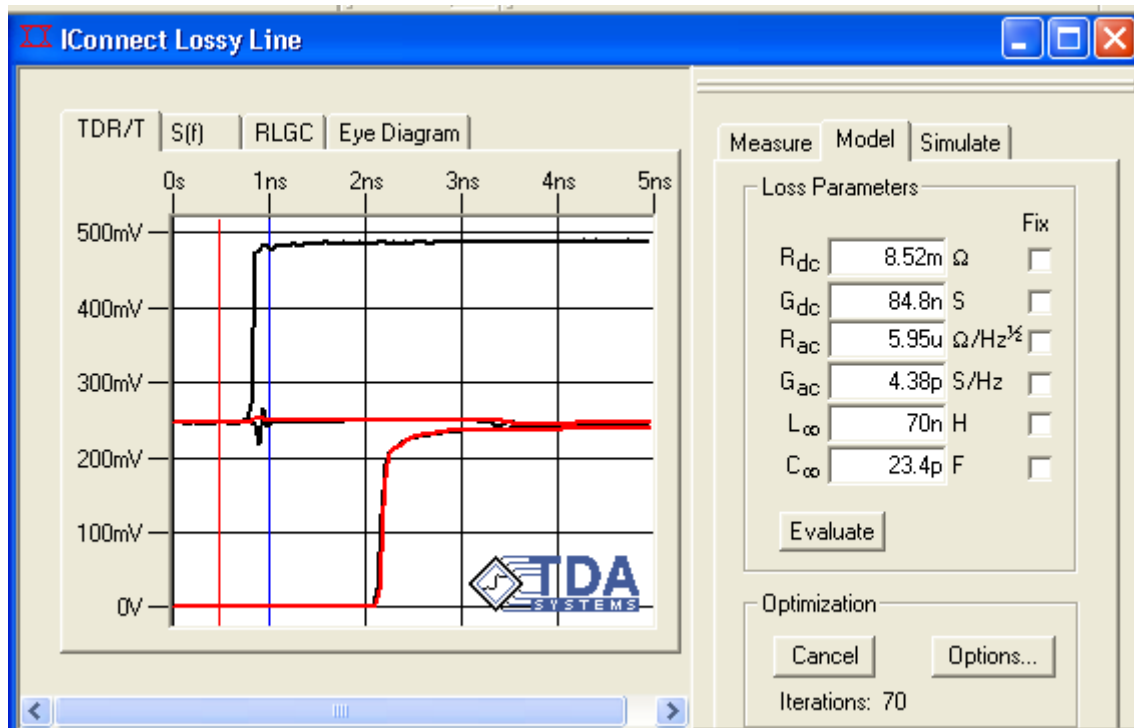 IConnect Lossy Line
TDR/T S(f) RLGC Eye Diagram
0s 1ns 2ns 3ns 4ns 5ns
500mV
400mV
300mV
200mV
100mV
0V
TDA
SYSTEMS
Measure Model Simulate
Loss Parameters
Fix
Rdc 8.52m Ω
Gdc 84.8n S
Rac 5.95u Ω/Hz½
Gac 4.38p S/Hz
L∞ 70n H
C∞ 23.4p F
Evaluate
Optimization
Cancel Options...
Iterations: 70